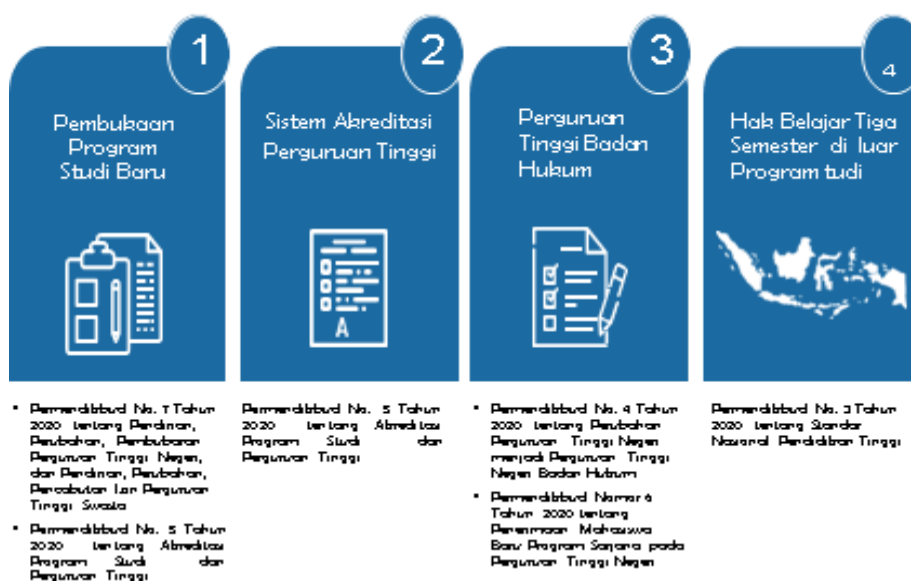 1
Pembukaan
Program
Studi Baru
• Permendikbud No. 7 Tahun
2020 tentang Pendirian,
Perubahan, Pembubaran
Perguruan Tinggi Negeri,
dan Pendirian, Perubahan,
Pencabutan Izin Perguruan
Tinggi Swasta
• Permendikbud No. 5 Tahun
2020 tentang Akreditasi
Program Studi dan
Perguruan Tinggi
2
Sistem Akreditasi
Perguruan Tinggi
Permendikbud No. 5 Tahun
2020 tentang Akreditasi
Program Studi dan
Perguruan Tinggi
A
3
Perguruan
Tinggi Badan
Hukum
• Permendikbud No. 4 Tahun
2020 tentang Perubahan
Perguruan Tinggi Negeri
menjadi Perguruan Tinggi
Negeri Badan Hukum
• Permendikbud Nomor 6
Tahun 2020 tentang
Penerimaan Mahasiswa
Baru Program Sarjana pada
Perguruan Tinggi Negeri
4
Hak Belajar Tiga
Semester di luar
Program tudi
Permendikbud No. 3 Tahun
2020 tentang Standar
Nasional Pendidikan Tinggi